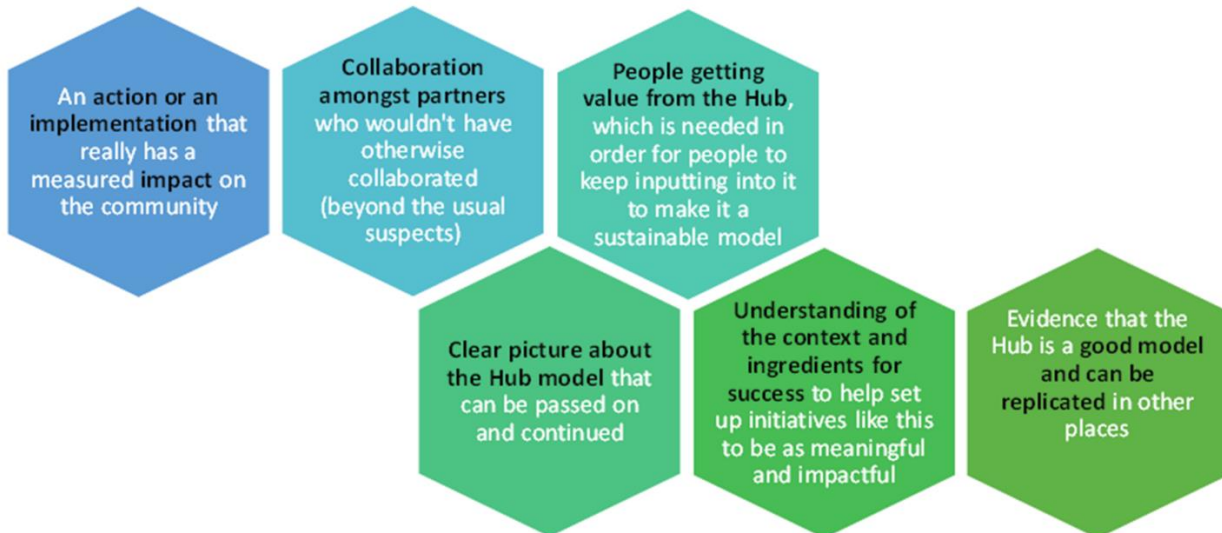 An action or an
implementation that
really has a
measured impact on
the community
Collaboration
amongst partners
who wouldn't have
otherwise
collaborated
(beyond the usual
suspects)
People getting
value from the Hub,
which is needed in
order for people to
keep inputting into it
to make it a
sustainable model
Clear picture about
the Hub model that
can be passed on
and continued
Understanding of
the context and
ingredients for
success to help set
up initiatives like this
to be as meaningful
and impactful
Evidence that the
Hub is a good model
and can be
replicated in other
places